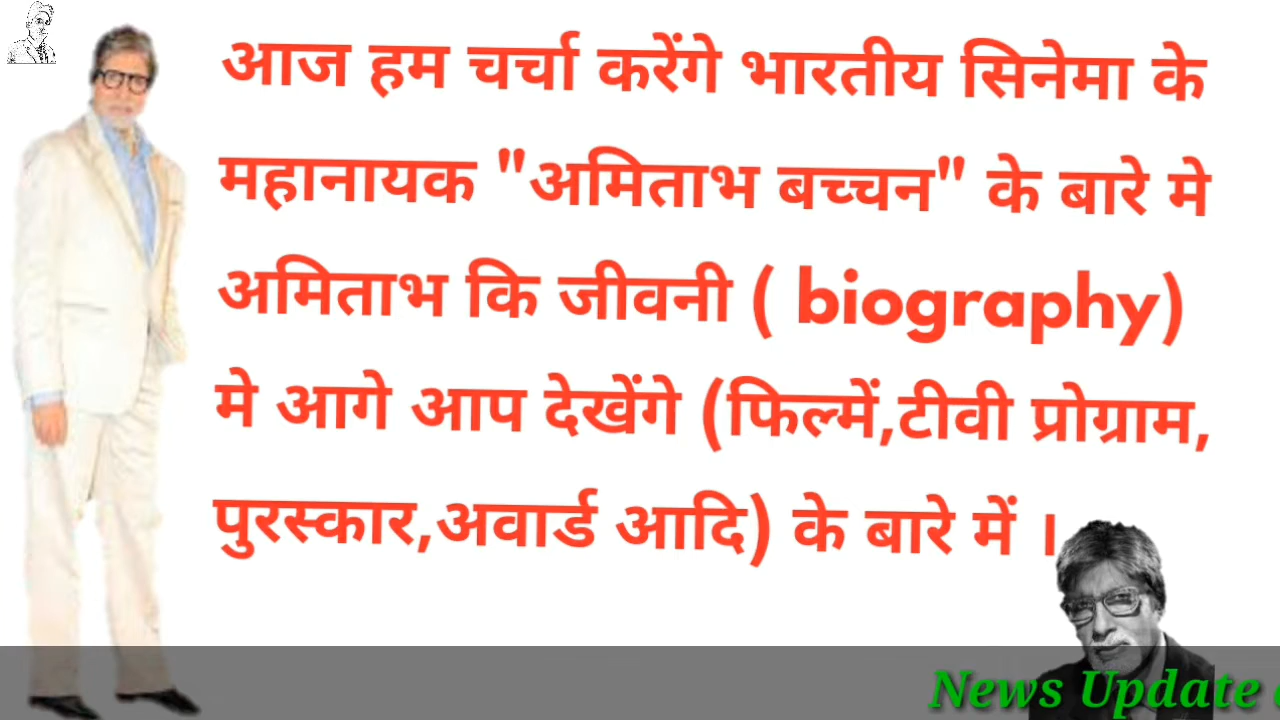 आज हम चर्चा करेंगे भारतीय सिनेमा के
महानायक "अमिताभ बच्चन" के बारे मे
अमिताभ कि जीवनी ( biography)
मे आगे आप देखेंगे (फिल्में,टीवी प्रोग्राम,
पुरस्कार,अवार्ड आदि) के बारे में ।
News Update